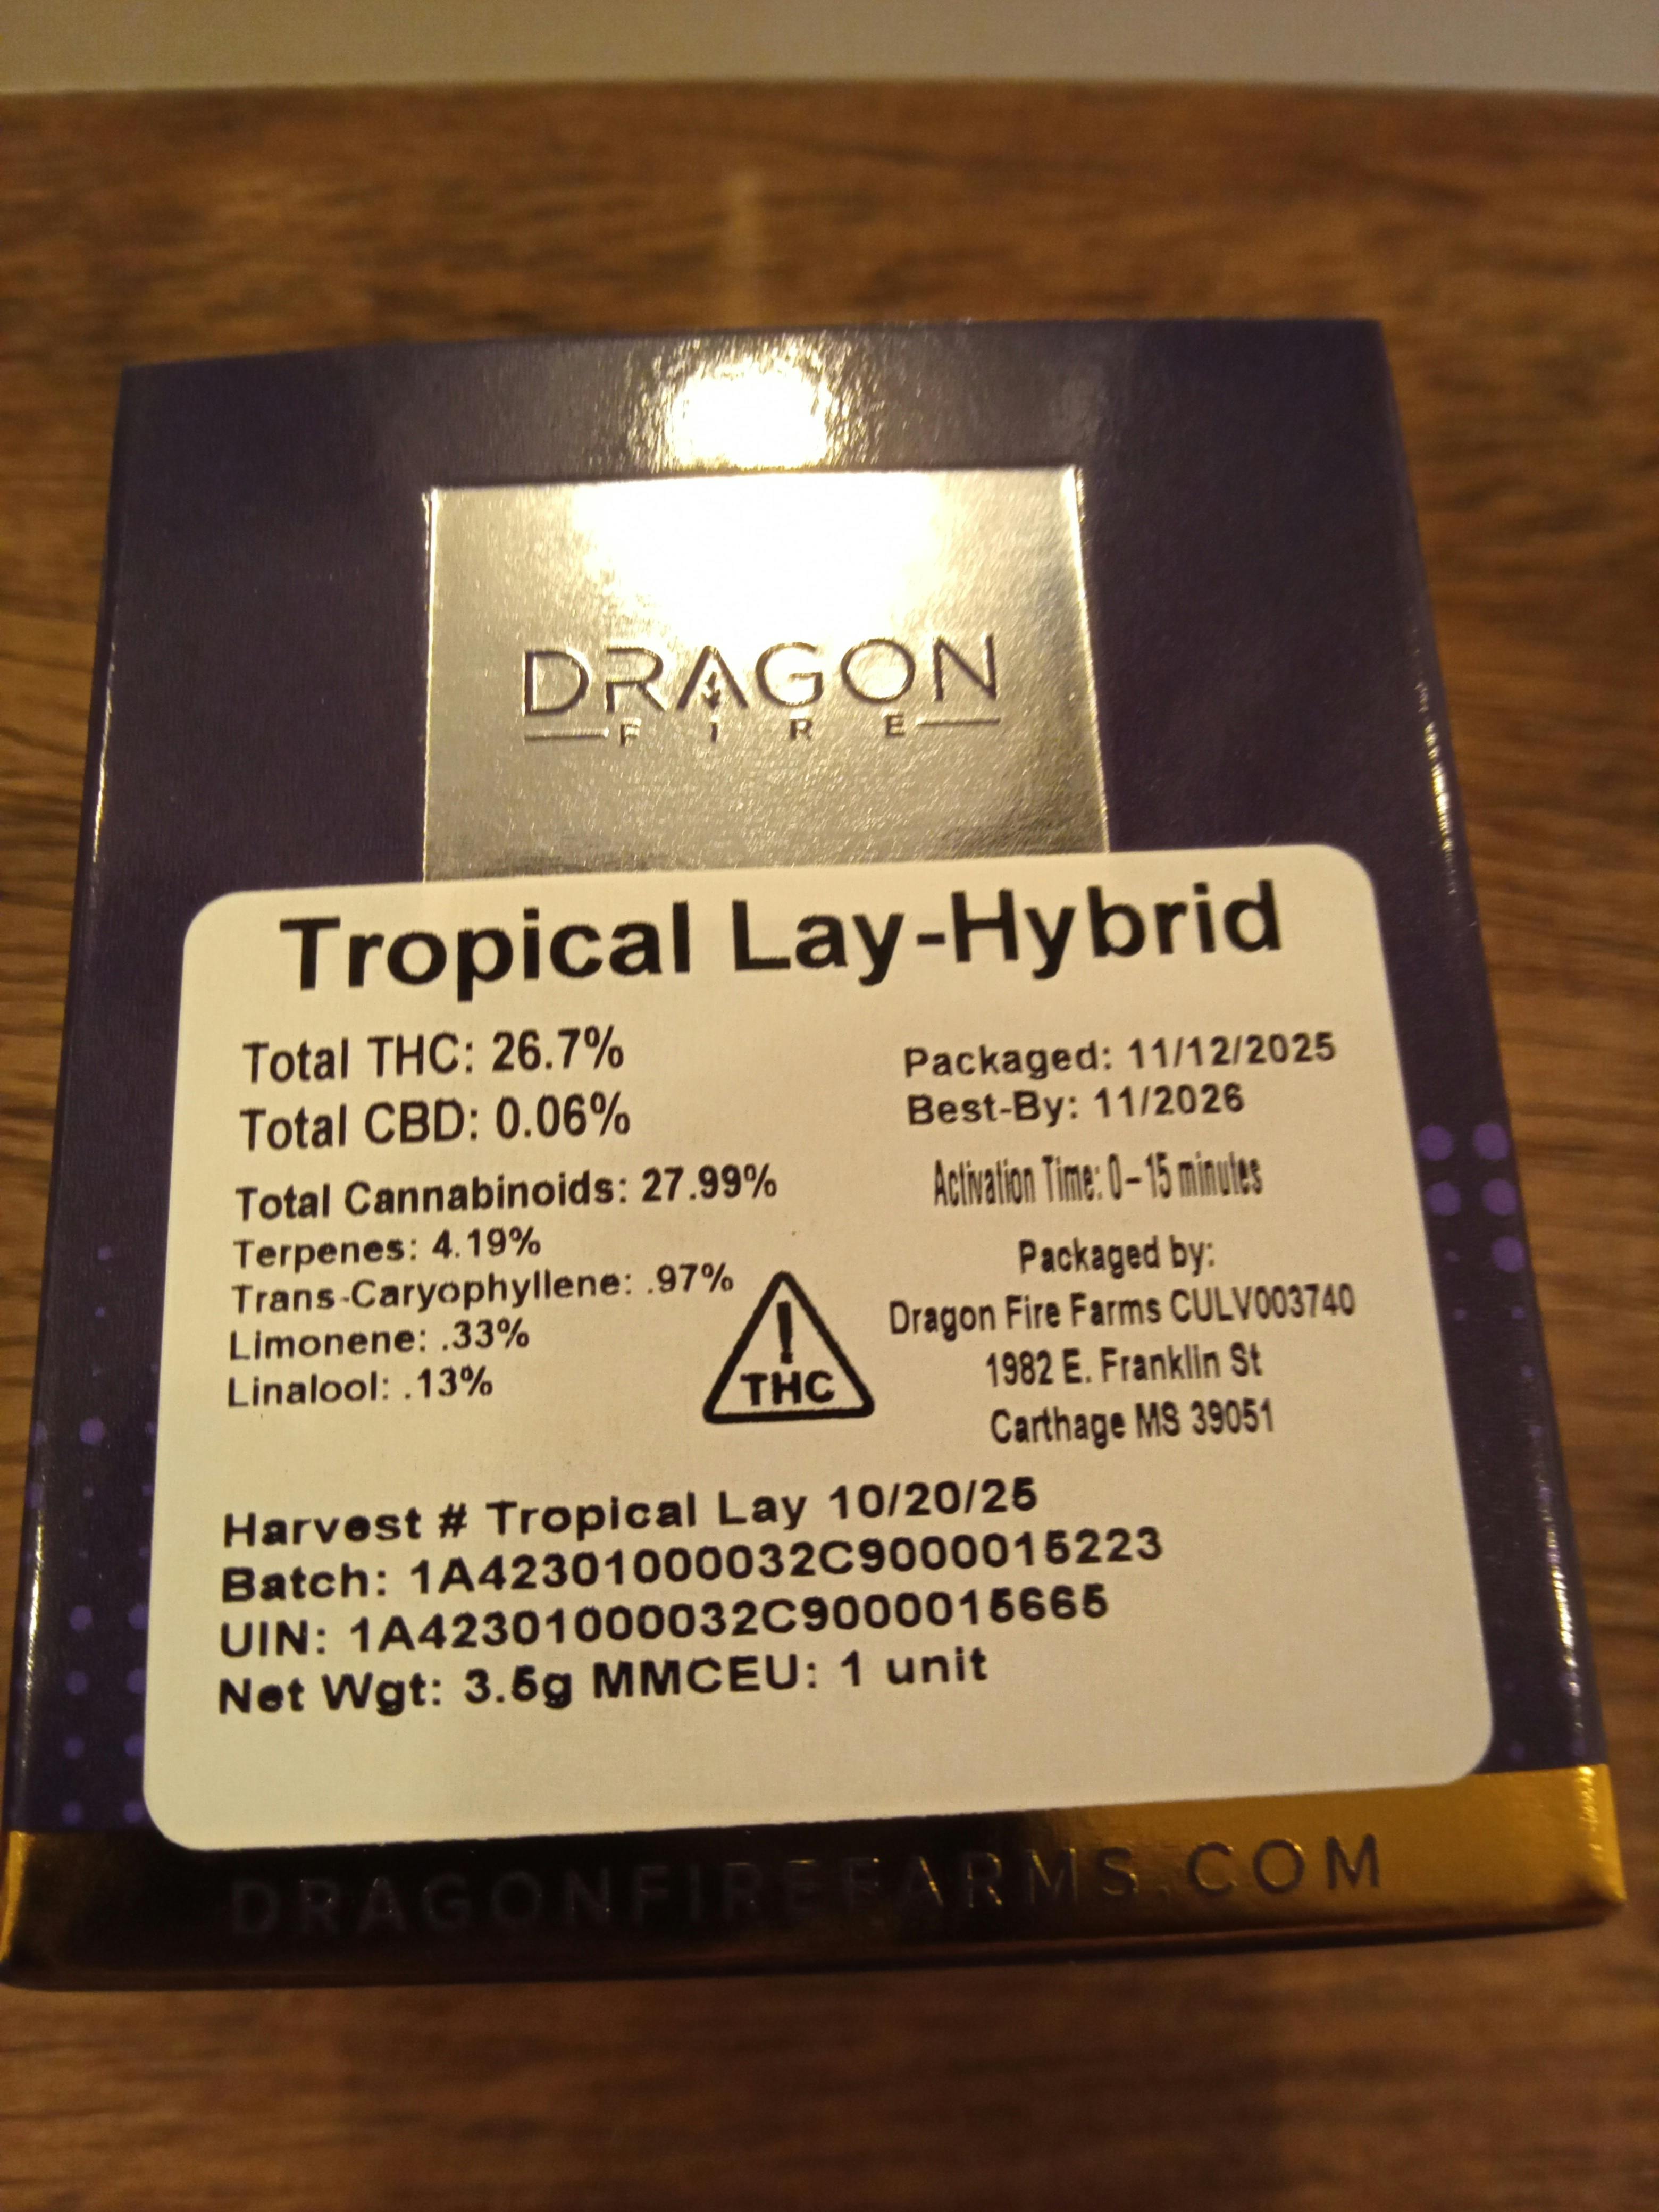 DRAGON
FIRE
Tropical Lay-Hybrid
Total THC: 26.7%
Total CBD: 0.06%
Total Cannabinoids: 27.99%
Terpenes: 4.19%
Trans-Caryophyllene: .97%
Limonene: .33%
Linalool: .13%
!
THC
Packaged: 11/12/2025
Best-By: 11/2026
Activation Time: 0-15 minutes
Packaged by:
Dragon Fire Farms CULV003740
1982 E. Franklin St
Carthage MS 39051
Harvest # Tropical Lay 10/20/25
Batch: 1A42301000032C9000015223
UIN: 1A42301000032C9000015665
Net Wgt: 3.5g MMCEU: 1 unit
DRAGONFIREFARMS.COM